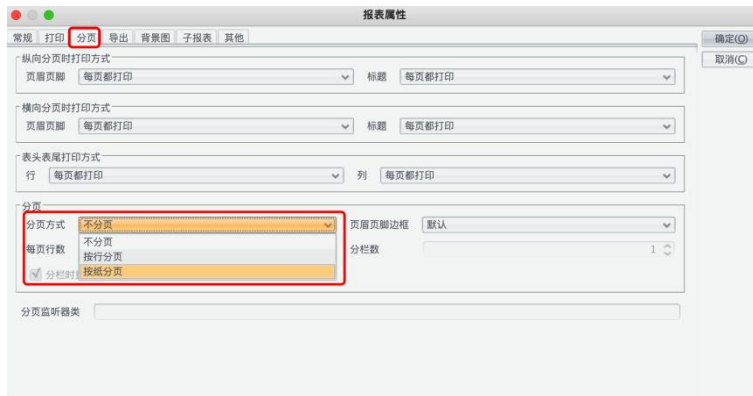 报表属性
常规 打印 分页 导出 背景图 子报表 其他
确定(O)
取消(C)
纵向分页时打印方式
页眉页脚 每页都打印 标题 每页都打印
横向分页时打印方式
页眉页脚 每页都打印 标题 每页都打印
表头表尾打印方式
行 每页都打印 列 每页都打印
分页
分页方式 不分页 页眉页脚边框 默认
不分页
每页行数 按行分页 分栏数 1
分栏时 按纸分页
分页监听器类